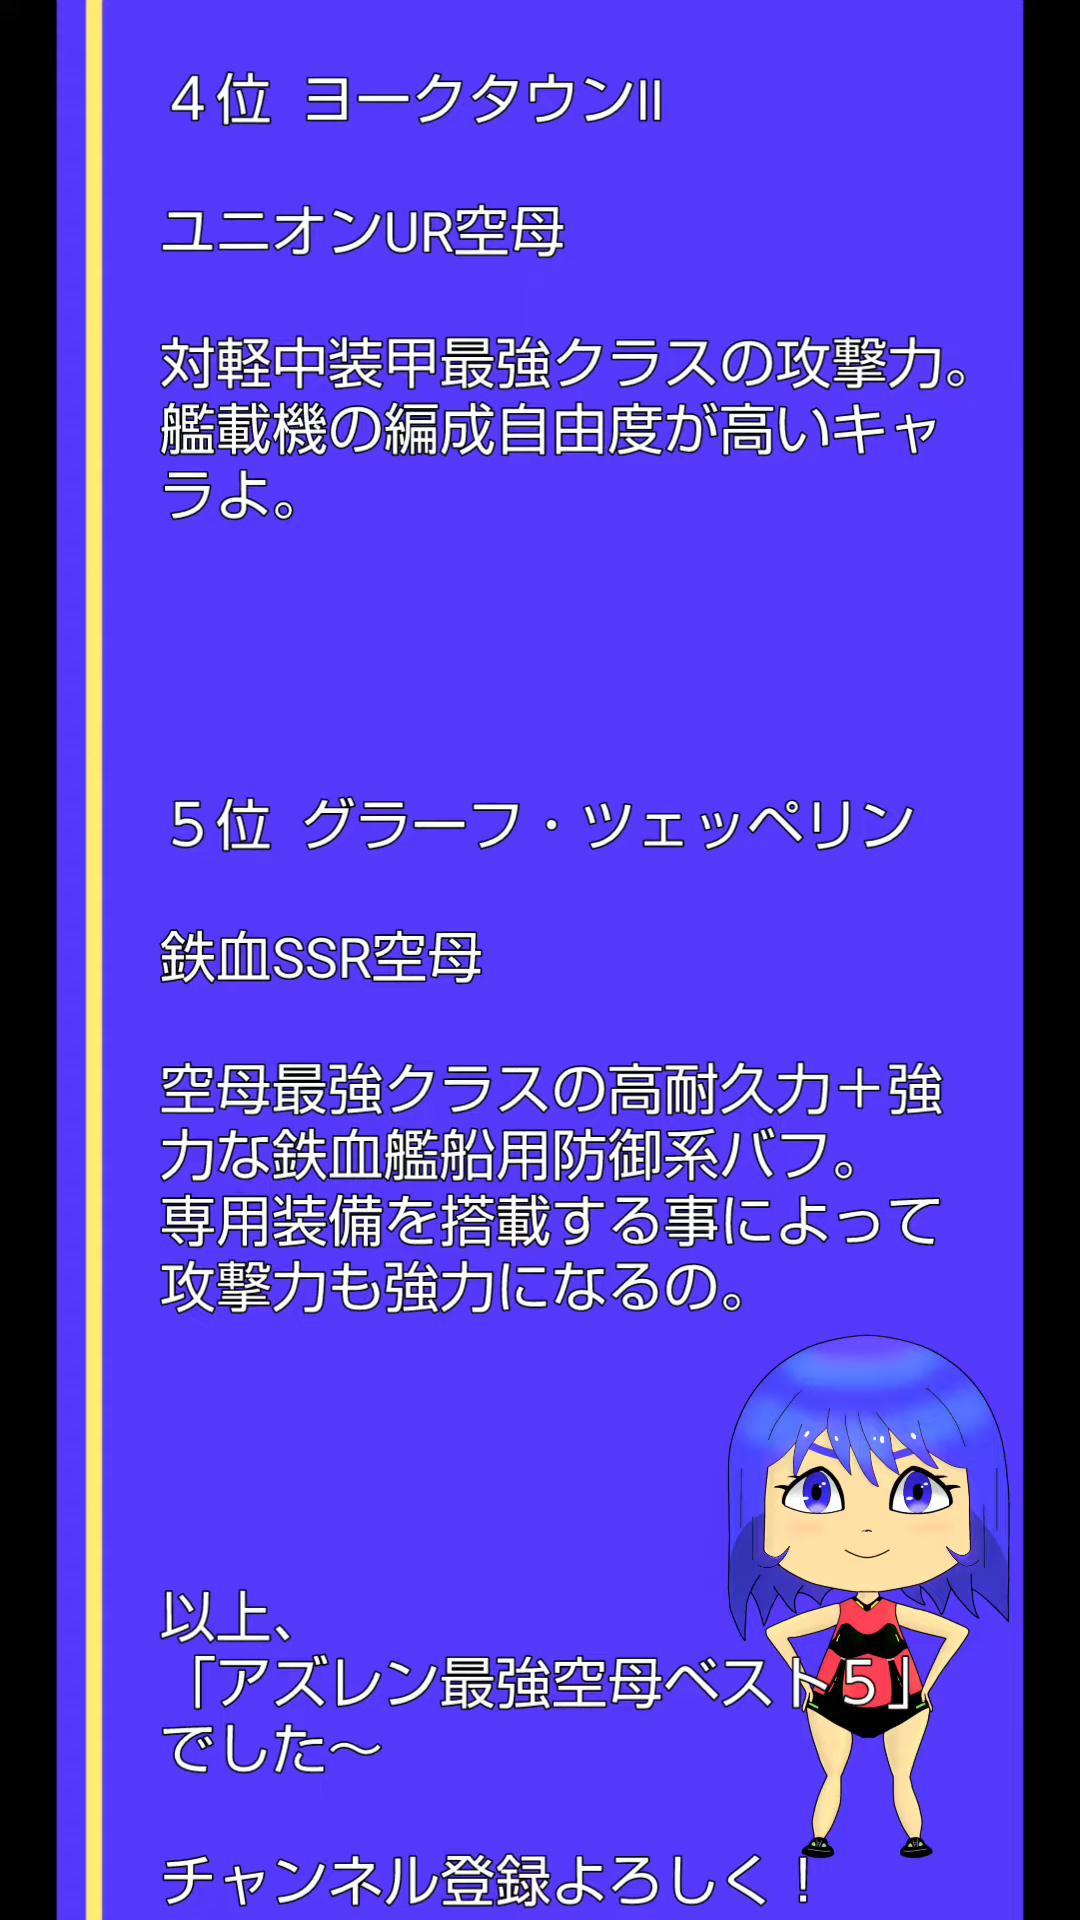 ４位 ヨークタウンII
ユニオンUR空母
対軽中装甲最強クラスの攻撃力。
艦載機の編成自由度が高いキャ
ラよ。
５位 グラーフ・ツェッペリン
鉄血SSR空母
空母最強クラスの高耐久力＋強
力な鉄血艦船用防御系バフ。
専用装備を搭載する事によって
攻撃力も強力になるの。
以上、
「アズレン最強空母ベスト５」
でした～
チャンネル登録よろしく！